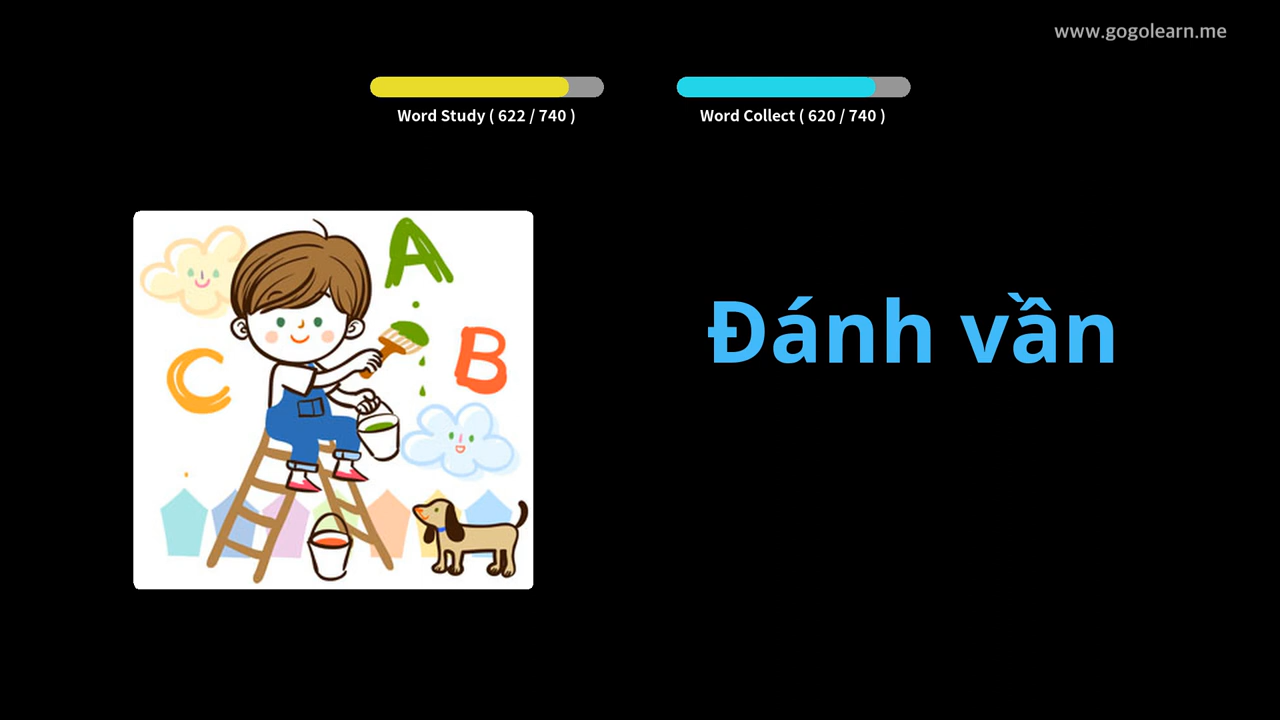 www.gogolearn.me
Word Study ( 622 / 740 )
Word Collect ( 620 / 740 )
A
B
C
Đánh vần